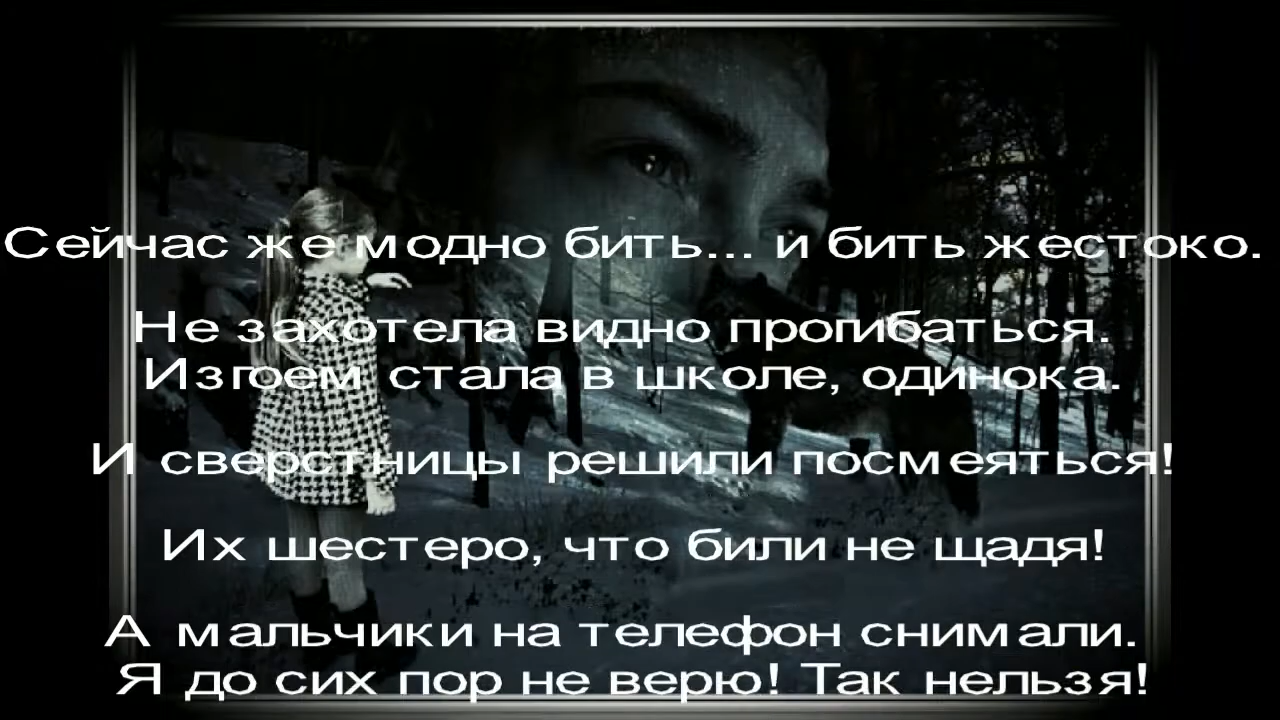 Сейчас же модно бить... и бить жестоко.
Не захотела видно прогибаться.
Изгоем стала в школе, одинока.
И сверстницы решили посмеяться!
Их шестеро, что били не щадя!
А мальчики на телефон снимали.
Я до сих пор не верю! Так нельзя!